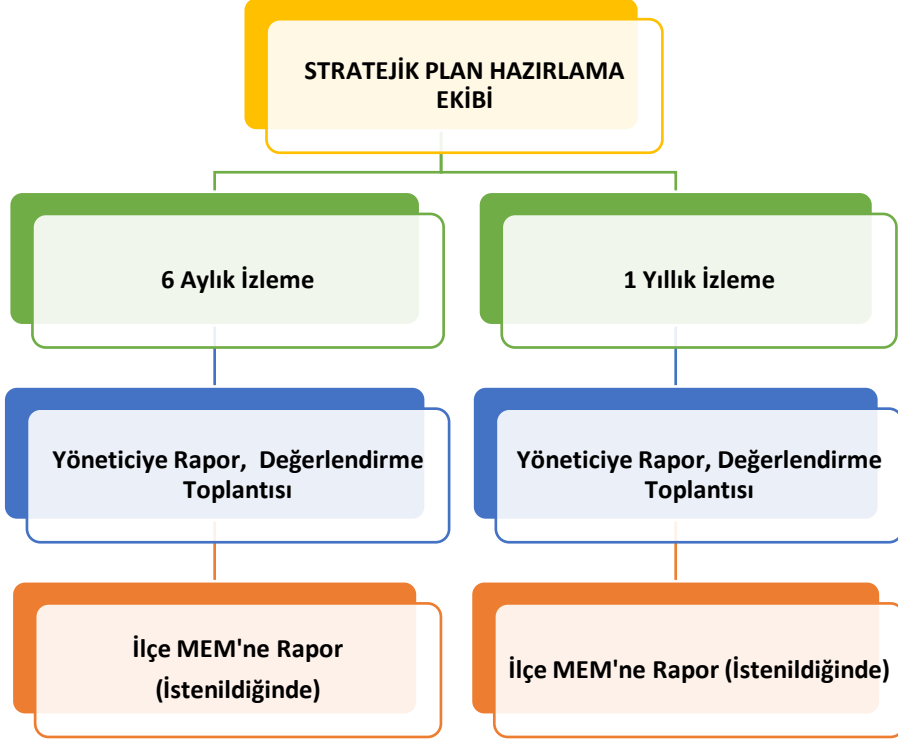 STRATEJİK PLAN HAZIRLAMA
EKİBİ
6 Aylık İzleme
1 Yıllık İzleme
Yöneticiye Rapor,  Değerlendirme
Toplantısı
Yöneticiye Rapor, Değerlendirme
Toplantısı
İlçe MEM'ne Rapor
(İstenildiğinde)
İlçe MEM'ne Rapor (İstenildiğinde)